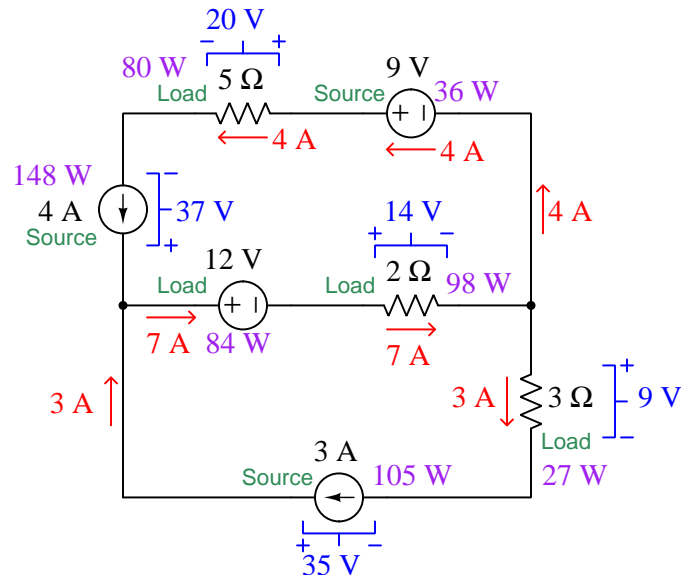 − 20 V +
80 W
5 Ω
9 V
36 W
Load
Source
+ −
4 A
4 A
148 W
4 A
Source
−
37 V
+
4 A
12 V
14 V
+ −
2 Ω
98 W
Load
Load
+ −
7 A
84 W
7 A
3 A
3 A
3 Ω
+
9 V
−
Load
27 W
3 A
Source
105 W
+ −
35 V